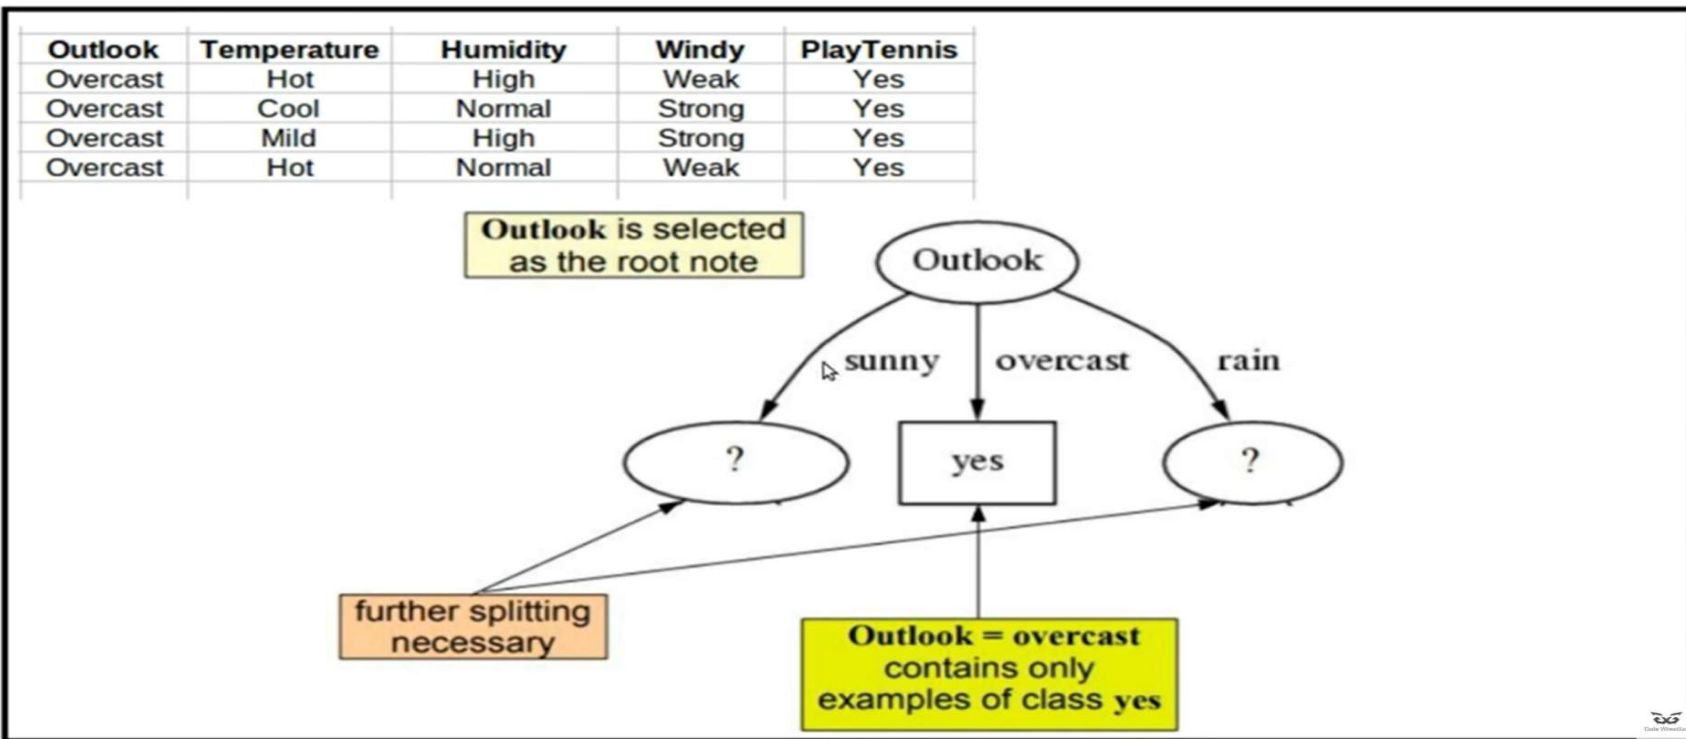 Outlook Temperature Humidity Windy PlayTennis
Overcast Hot High Weak Yes
Overcast Cool Normal Strong Yes
Overcast Mild High Strong Yes
Overcast Hot Normal Weak Yes
Outlook is selected
as the root note
Outlook
sunny overcast rain
? yes ?
further splitting
necessary
Outlook = overcast
contains only
examples of class yes